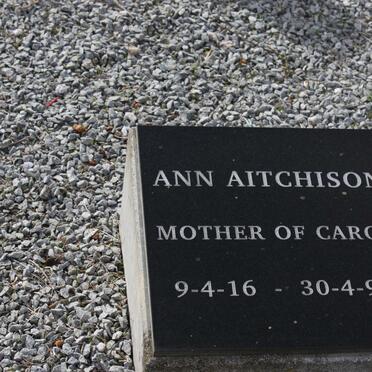 ANN AITCHISON
MOTHER OF CARO
9-4-16 - 30-4-9